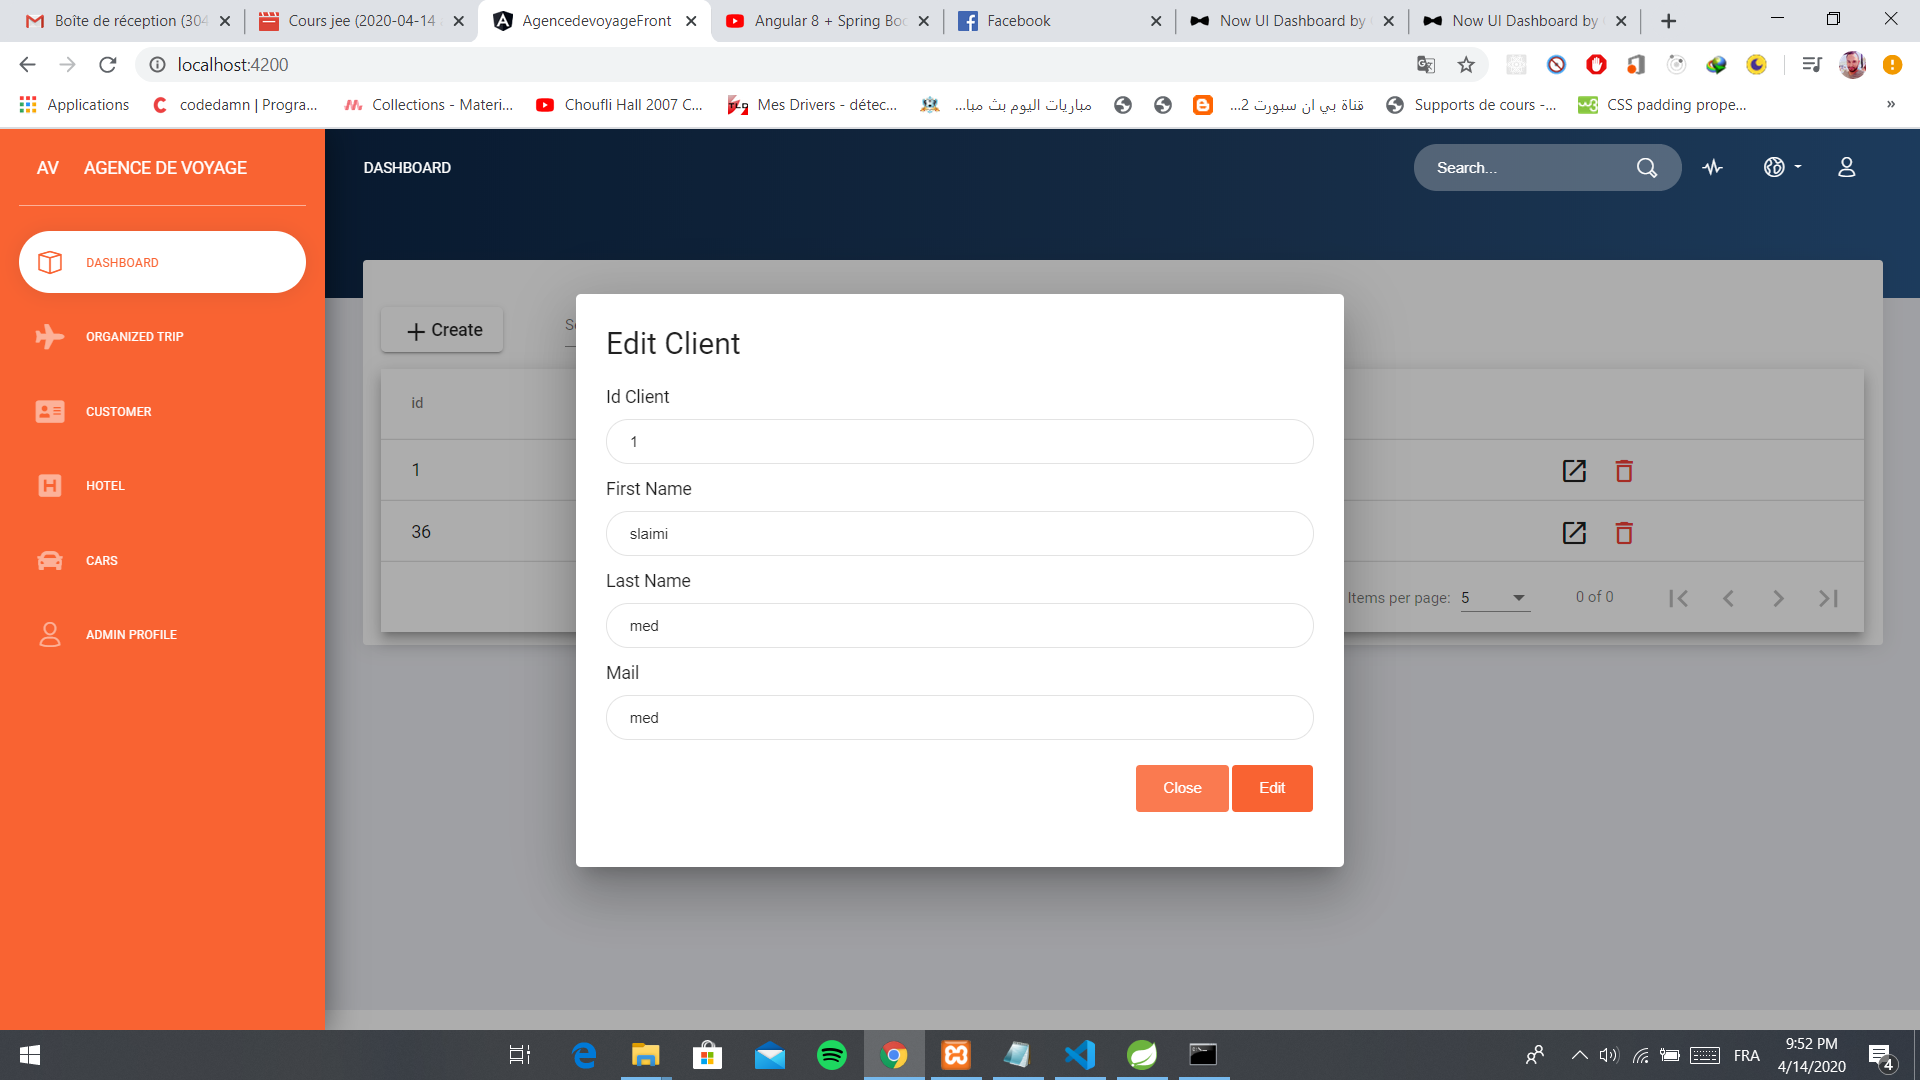 Boîte de réception (304
Cours jee (2020-04-14
AgencedevoyageFront
Angular 8 + Spring Boo
Facebook
Now UI Dashboard by
Now UI Dashboard by
localhost:4200
Applications
codedamn | Progra...
Collections - Materi...
Choufli Hall 2007 C...
Mes Drivers - détec...
مباريات اليوم بث مبا...
قناة بي ان سبورت 2...
Supports de cours -...
CSS padding prope...
»
AV AGENCE DE VOYAGE
DASHBOARD
Search...
DASHBOARD
ORGANIZED TRIP
CUSTOMER
HOTEL
CARS
ADMIN PROFILE
Create
id
1
36
Items per page: 5
0 of 0
Edit Client
Id Client
1
First Name
slaimi
Last Name
med
Mail
med
Close
Edit
FRA
9:52 PM
4/14/2020
4